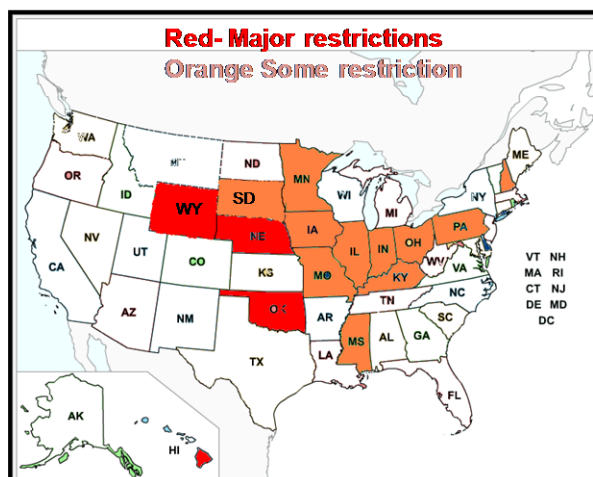 Red- Major restrictions
Orange Some restriction
WA
ME
ND
OR
MN
ID
WI
NY
WY
SD
MI
IA
PA
NE
NV
IL
IN
OH
UT
CO
WV
VA
CA
KS
MO
KY
VT NH
MA RI
CT NJ
DE MD
DC
NC
TN
AZ
NM
OK
AR
SC
MS
AL
GA
TX
LA
FL
AK
HI